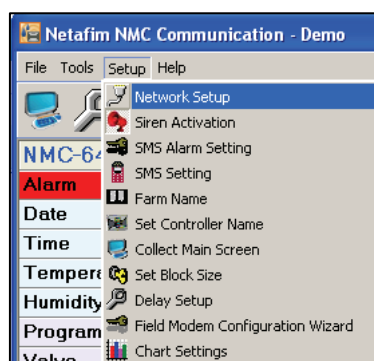 Netafim NMC Communication - Demo
File Tools Setup Help
Network Setup
Siren Activation
NMC-64
SMS Alarm Setting
Alarm
SMS Setting
Farm Name
Date
Set Controller Name
Time
Collect Main Screen
Set Block Size
Humidity
Delay Setup
Program
Field Modem Configuration Wizard
Chart Settings